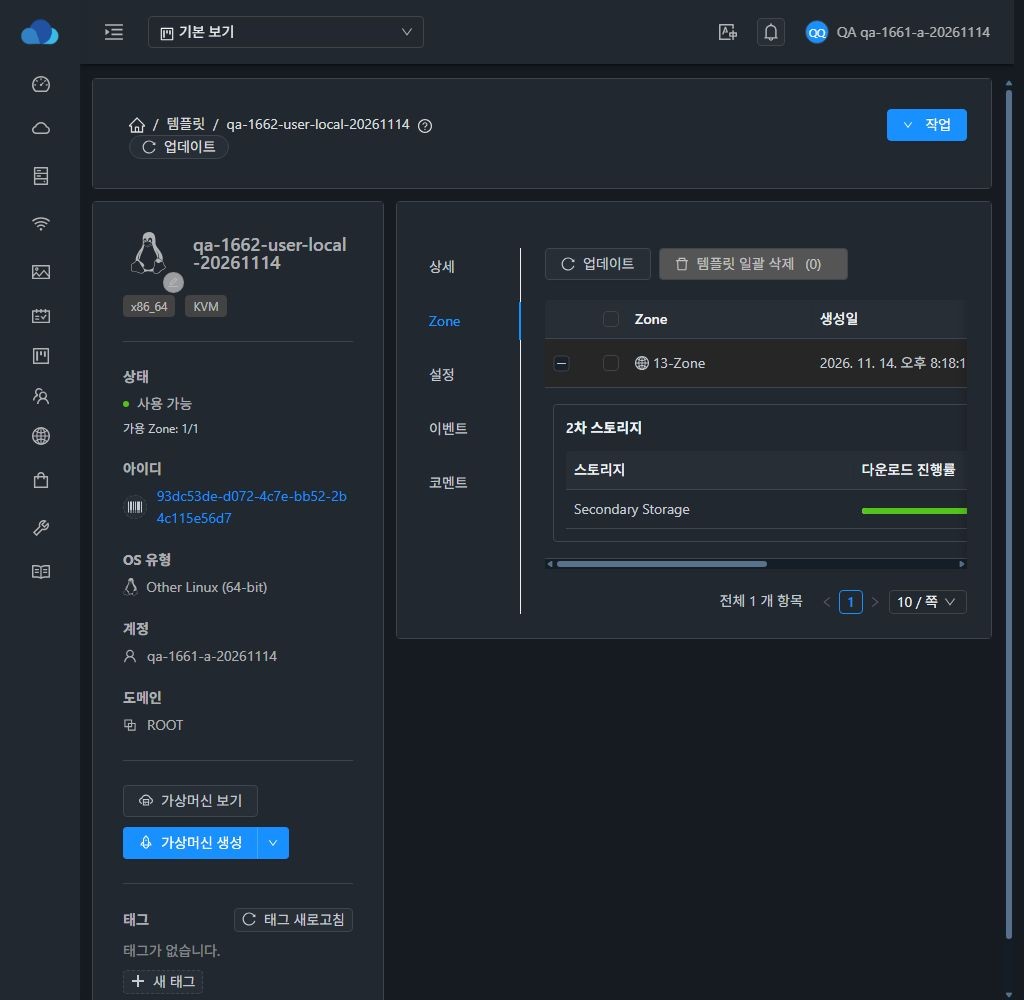 기본 보기
QQ
QA qa-1661-a-20261114
/ 템플릿 / qa-1662-user-local-20261114
업데이트
작업
qa-1662-user-local
-20261114
x86_64 KVM
상태
사용 가능
가용 Zone: 1/1
아이디
93dc53de-d072-4c7e-bb52-2b
4c115e56d7
OS 유형
Other Linux (64-bit)
계정
qa-1661-a-20261114
도메인
ROOT
가상머신 보기
가상머신 생성
태그
태그 새로고침
태그가 없습니다.
새 태그
상세
Zone
설정
이벤트
코멘트
업데이트
템플릿 일괄 삭제 (0)
Zone 생성일
13-Zone 2026. 11. 14. 오후 8:18:1
2차 스토리지
스토리지 다운로드 진행률
Secondary Storage
전체 1 개 항목
1
10 / 쪽